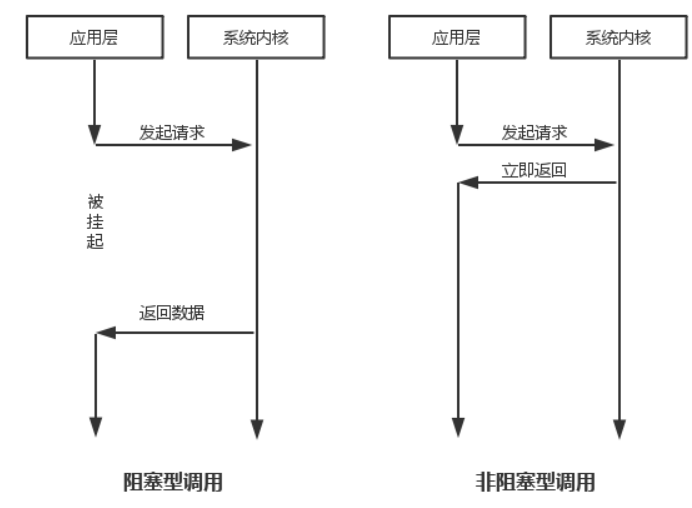 应用层
系统内核
发起请求
被
挂
起
返回数据
阻塞型调用
应用层
系统内核
发起请求
立即返回
非阻塞型调用